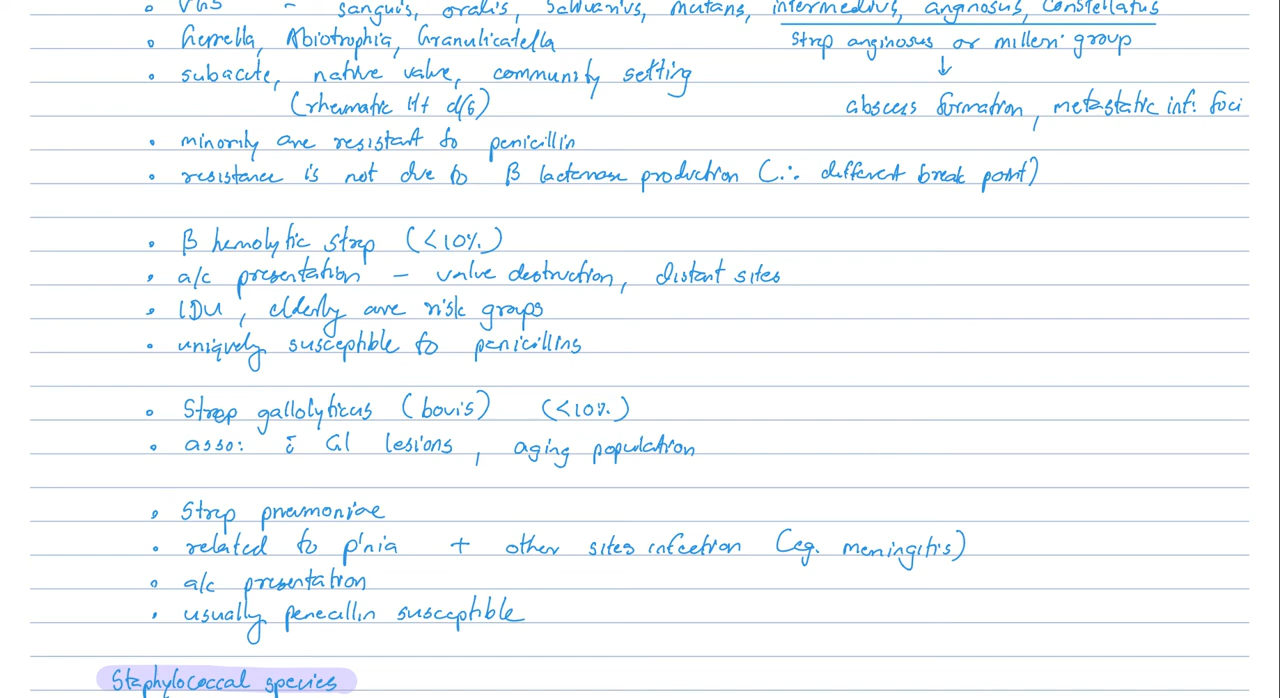 • VGS – sanguis, oralis, salivarius, mutans, intermedius, anginosus, constellatus
• Gemella, Abiotrophia, Granulicatella
Strep anginosus or milleri group
↓
• subacute, native valve, community setting
(rheumatic Ht d/s)
abscess formation, metastatic inf: foci
• minority are resistant to penicillin
• resistance is not due to β lactamase production (∴ different break point)
• β hemolytic strep (<10%)
• a/c presentation – valve destruction, distant sites
• IDU, elderly are risk groups
• uniquely susceptible to penicillins
• Strep gallolyticus (bovis) (<10%)
• asso: c̄ GI lesions, aging population
• Strep pneumoniae
• related to p'nia + other sites infection (eg. meningitis)
• a/c presentation
• usually penecillin susceptible
Staphylococcal species